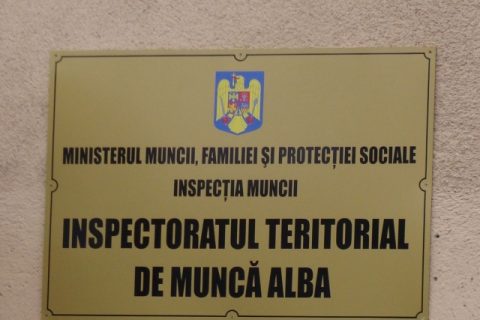 MINISTERUL MUNCII, FAMILIEI ŞI PROTECŢIEI SOCIALE
INSPECŢIA MUNCII
INSPECTORATUL TERITORIAL
DE MUNCĂ ALBA